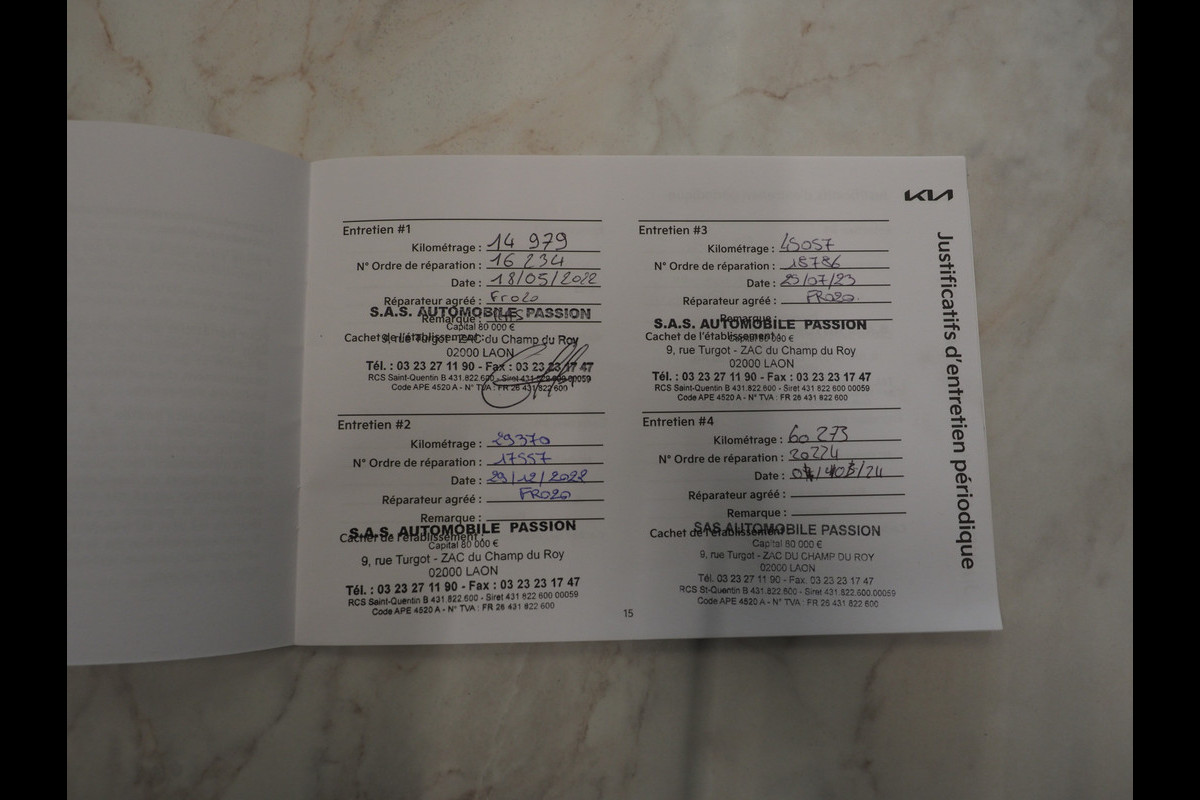 KIA
Justificatifs d'entretien périodique
Entretien #1
Kilométrage : 14 979
N° Ordre de réparation : 16 234
Date : 18/05/2022
Réparateur agréé : Fr020
Remarque :
S.A.S. AUTOMOBILE PASSION
Capital 80 000 €
Cachet de l'établissement :
9, rue Turgot - ZAC du Champ du Roy
02000 LAON
Tél. : 03 23 27 11 90 - Fax : 03 23 23 17 47
RCS Saint-Quentin B 431.822.600 - Siret 431 822 600 00059
Code APE 4520 A - N° TVA : FR 26 431 822 600
Entretien #2
Kilométrage : 29370
N° Ordre de réparation : 17557
Date : 29/12/2022
Réparateur agréé : FR020
Remarque :
S.A.S. AUTOMOBILE PASSION
Cachet de l'établissement :
Capital 80 000 €
9, rue Turgot - ZAC du Champ du Roy
02000 LAON
Tél. : 03 23 27 11 90 - Fax : 03 23 23 17 47
RCS Saint-Quentin B 431.822.600 - Siret 431 822 600 00059
Code APE 4520 A - N° TVA : FR 26 431 822 600
Entretien #3
Kilométrage : 45057
N° Ordre de réparation : 18786
Date : 25/07/23
Réparateur agréé : FR020.
Remarque :
S.A.S. AUTOMOBILE PASSION
Cachet de l'établissement :
Capital 80 000 €
9, rue Turgot - ZAC du Champ du Roy
02000 LAON
Tél. : 03 23 27 11 90 - Fax : 03 23 23 17 47
RCS Saint-Quentin B 431.822.600 - Siret 431 822 600 00059
Code APE 4520 A - N° TVA : FR 26 431 822 600
Entretien #4
Kilométrage : 60 273
N° Ordre de réparation : 20224
Date :
Réparateur agréé :
Remarque :
SAS AUTOMOBILE PASSION
Cachet de l'établissement :
Capital 80 000 €
9, rue Turgot - ZAC DU CHAMP DU ROY
02000 LAON
Tél. 03 23 27 11 90 - Fax. 03 23 23 17 47
RCS St-Quentin B 431.822.600 - Siret 431.822.600.00059
Code APE 4520 A - N° TVA : FR 26 431 822 600
15